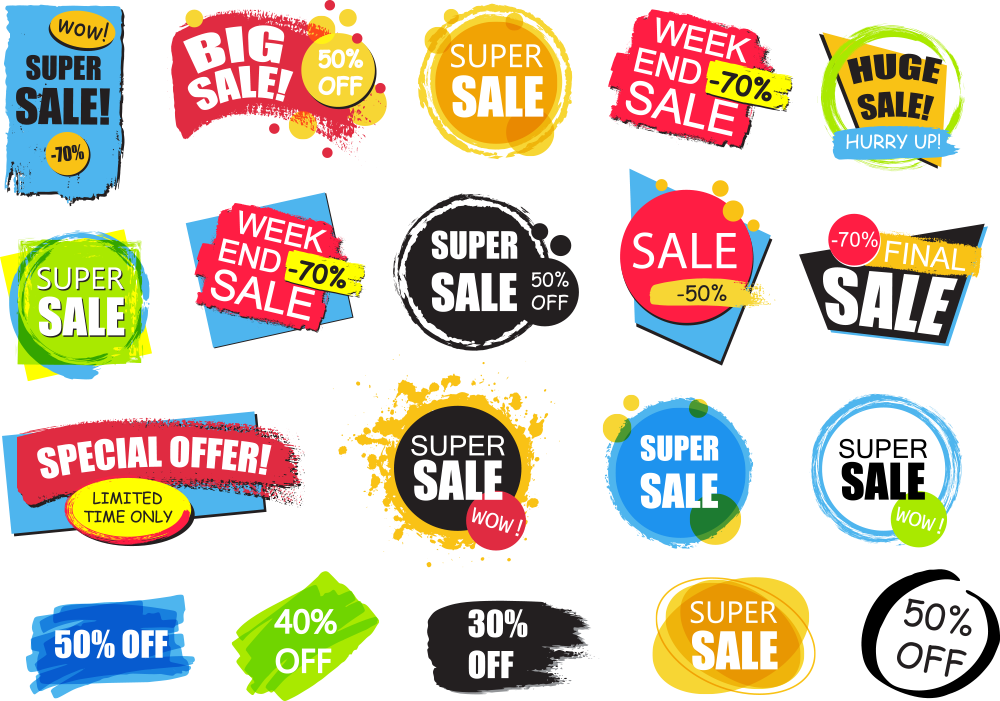 WOW!
SUPER
SALE!
-70%
BIG
SALE!
50%
OFF
SUPER
SALE
WEEK
END
-70%
SALE
HUGE
SALE!
HURRY UP!
SUPER
SALE
WEEK
END
-70%
SALE
SUPER
SALE
50%
OFF
SALE
-50%
-70%
FINAL
SALE
SPECIAL OFFER!
LIMITED
TIME ONLY
SUPER
SALE
WOW!
SUPER
SALE
SUPER
SALE
WOW!
50% OFF
40%
OFF
30%
OFF
SUPER
SALE
50%
OFF